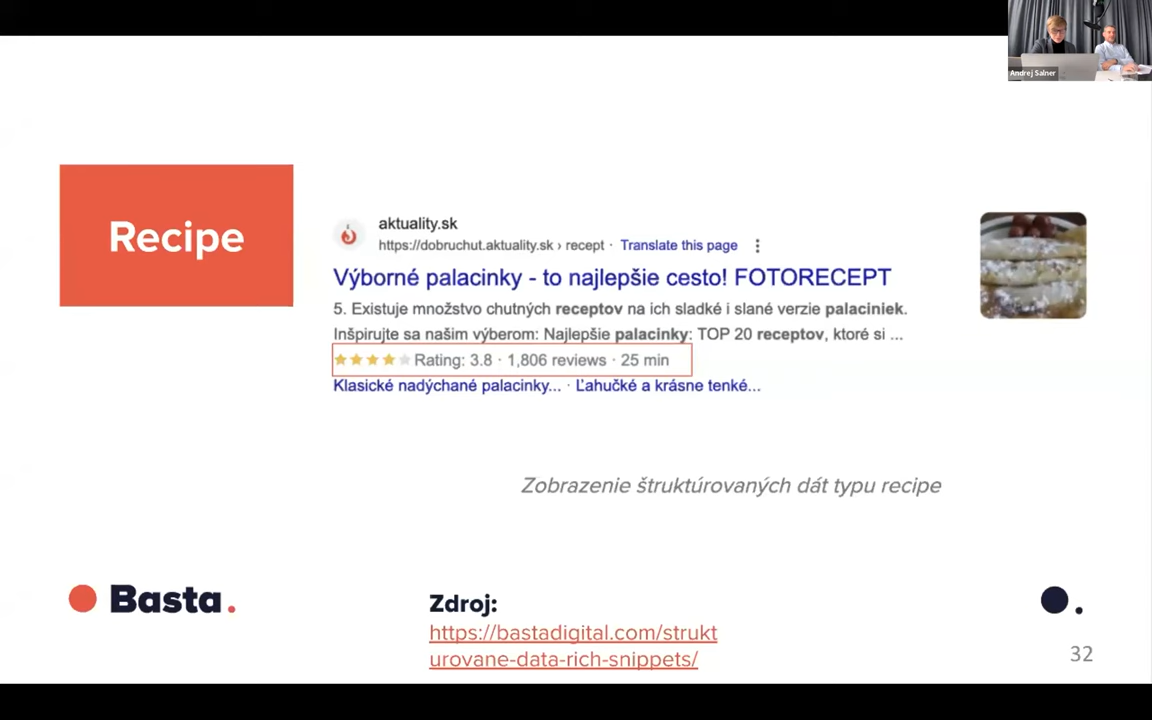 Andrej Salner
Recipe
aktuality.sk
https://dobruchut.aktuality.sk › recept · Translate this page
Výborné palacinky - to najlepšie cesto! FOTORECEPT
5. Existuje množstvo chutných receptov na ich sladké i slané verzie palaciniek.
Inšpirujte sa našim výberom: Najlepšie palacinky: TOP 20 receptov, ktoré si ...
Rating: 3.8 · 1,806 reviews · 25 min
Klasické nadýchané palacinky... · Ľahučké a krásne tenké...
Zobrazenie štruktúrovaných dát typu recipe
Basta.
Zdroj:
https://bastadigital.com/strukt
urovane-data-rich-snippets/
32